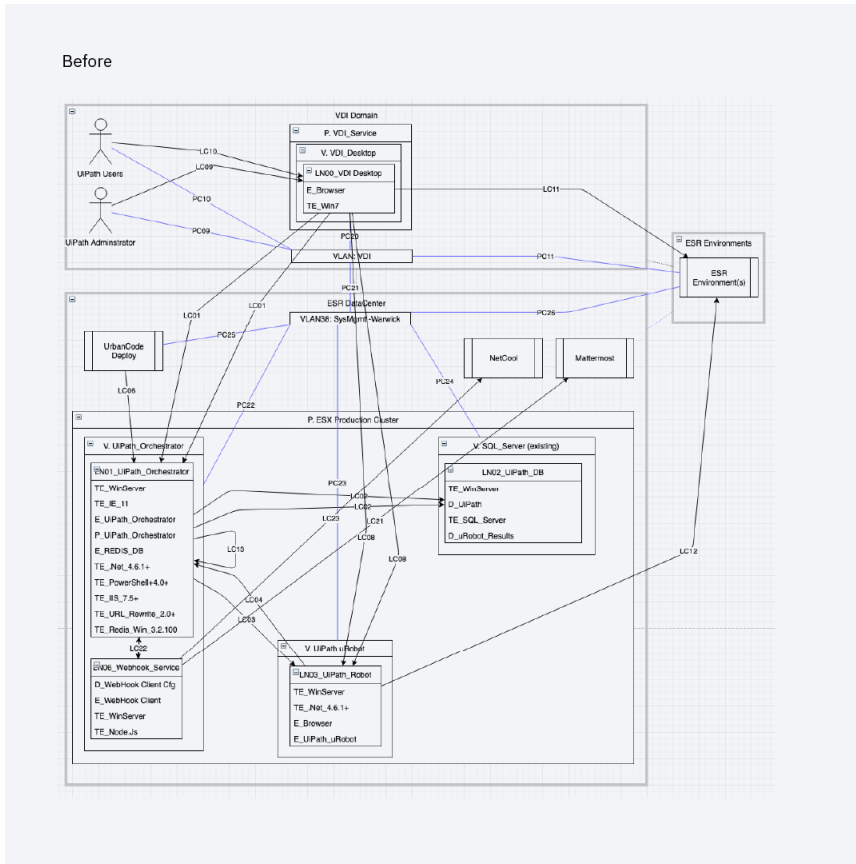 Before
VDI Domain
P. VDI_Service
V. VDI_Desktop
LN00_VDI Desktop
E_Browser
TE_Win7
UiPath Users
UiPath Adminstrator
LC10
LC09
PC10
PC09
PC20
VLAN: VDI
LC11
PC11
ESR Environments
ESR
Environment(s)
PC21
LC01
LC01
ESR DataCenter
VLAN38: SysMgmt-Warwick
PC26
PC25
UrbanCode
Deploy
NetCool
Mattermost
LC06
PC24
PC22
P. ESX Production Cluster
V. UiPath_Orchestrator
LN01_UiPath_Orchestrator
TE_WinServer
TE_IE_11
E_UiPath_Orchestrator
P_UiPath_Orchestrator
E_REDIS_DB
TE_.Net_4.6.1+
TE_PowerShell+4.0+
TE_IIS_7.5+
TE_URL_Rewrite_2.0+
TE_Redis_Win_3.2.100
V. SQL_Server (existing)
LN02_UiPath_DB
TE_WinServer
D_UiPath
TE_SQL_Server
D_uRobot_Results
PC23
LC02
LC02
LC23
LC21
LC08
LC08
LC13
LC12
LC04
LC03
LC22
LN06_Webhook_Service
D_WebHook Client Cfg
E_WebHook Client
TE_WinServer
TE_Node.Js
V. UiPath uRobot
LN03_UiPath_Robot
TE_WinServer
TE_.Net_4.6.1+
E_Browser
E_UiPath_uRobot